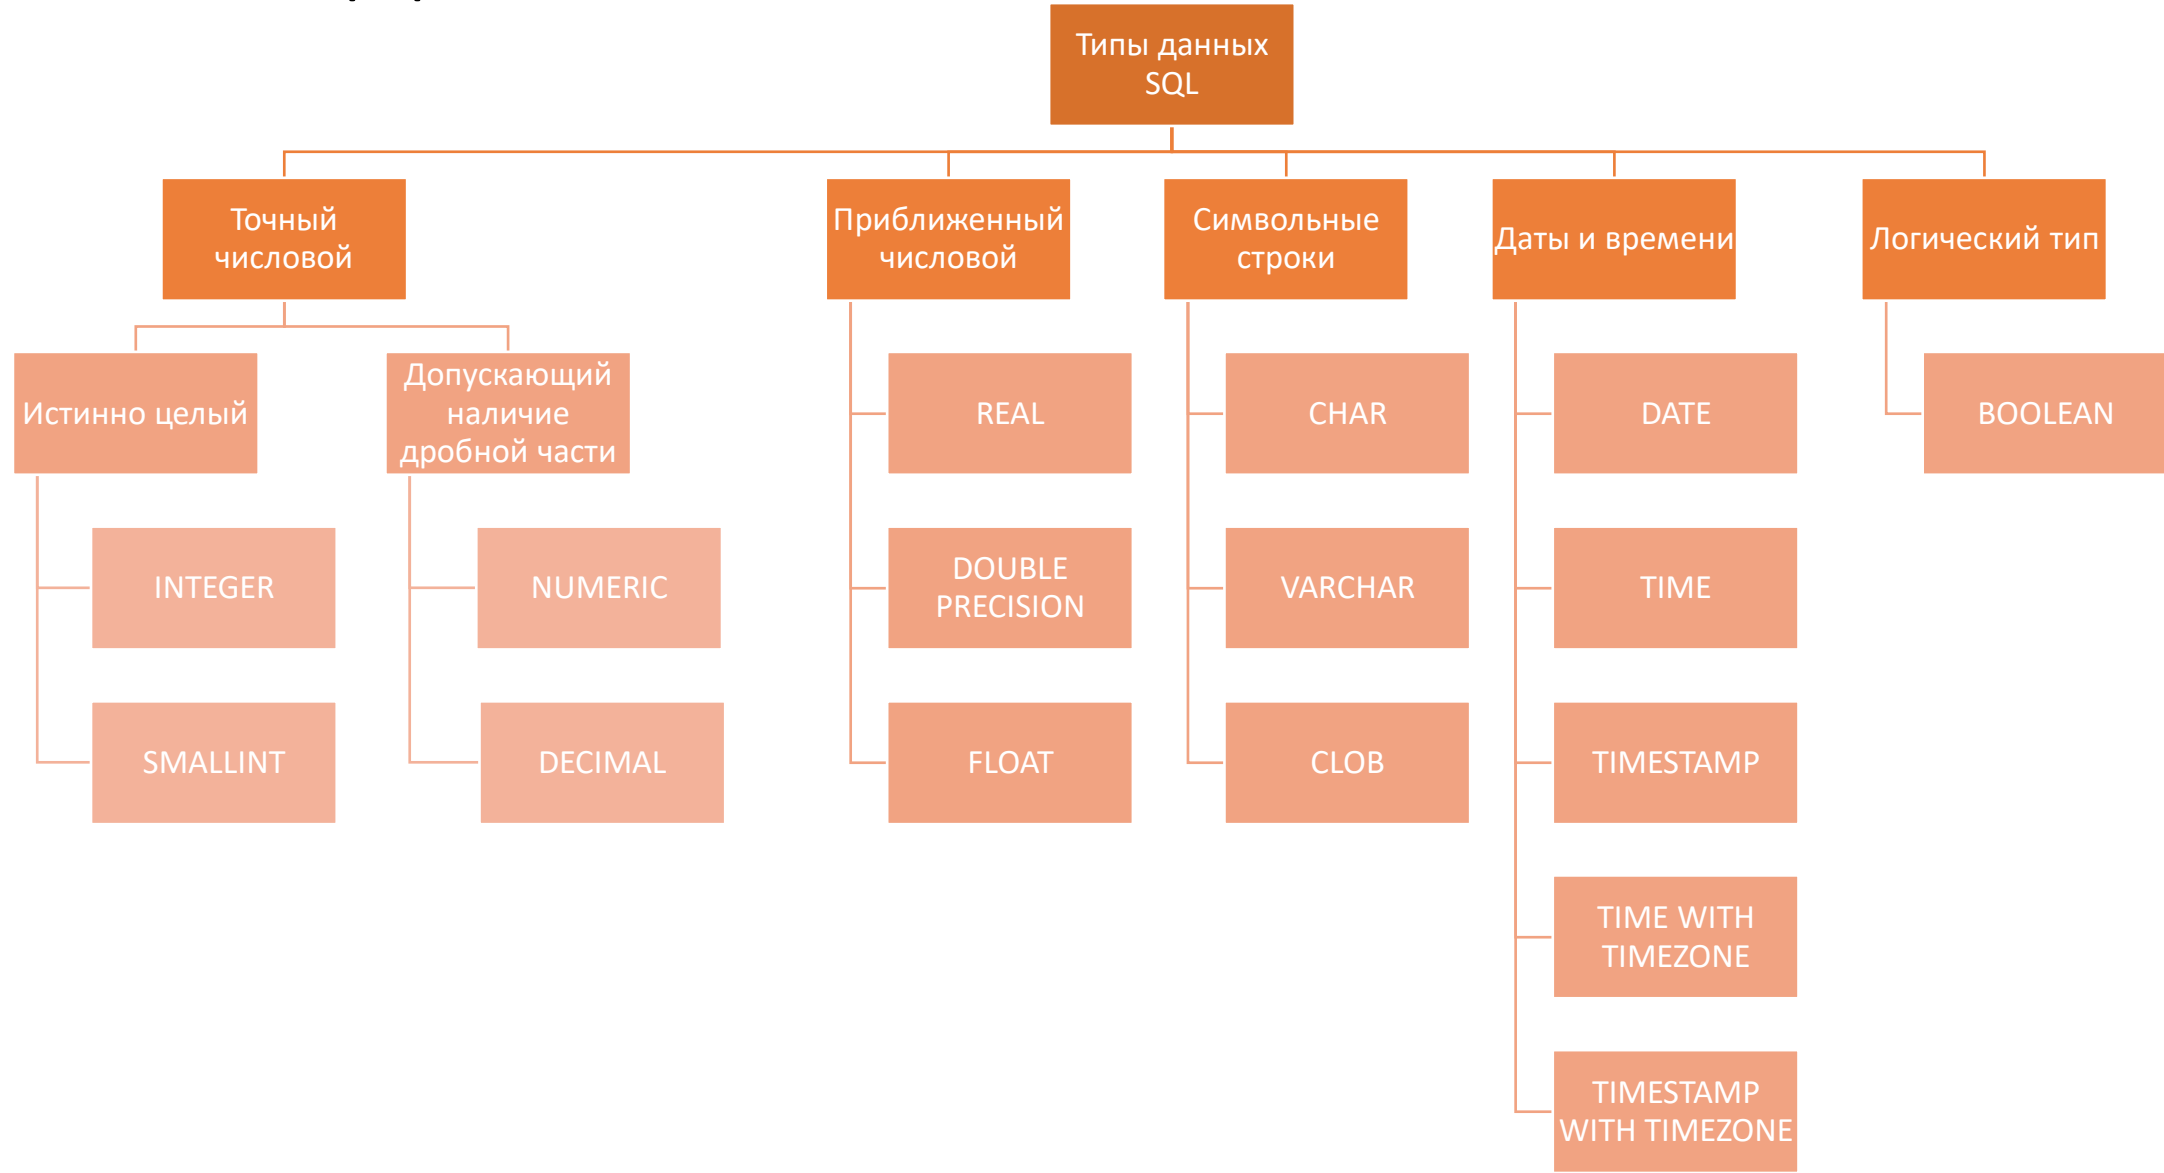 Типы данных
SQL
Точный
числовой
Приближенный
числовой
Символьные
строки
Даты и времени
Логический тип
Истинно целый
Допускающий
наличие
дробной части
REAL
CHAR
DATE
BOOLEAN
INTEGER
NUMERIC
DOUBLE
PRECISION
VARCHAR
TIME
SMALLINT
DECIMAL
FLOAT
CLOB
TIMESTAMP
TIME WITH
TIMEZONE
TIMESTAMP
WITH TIMEZONE